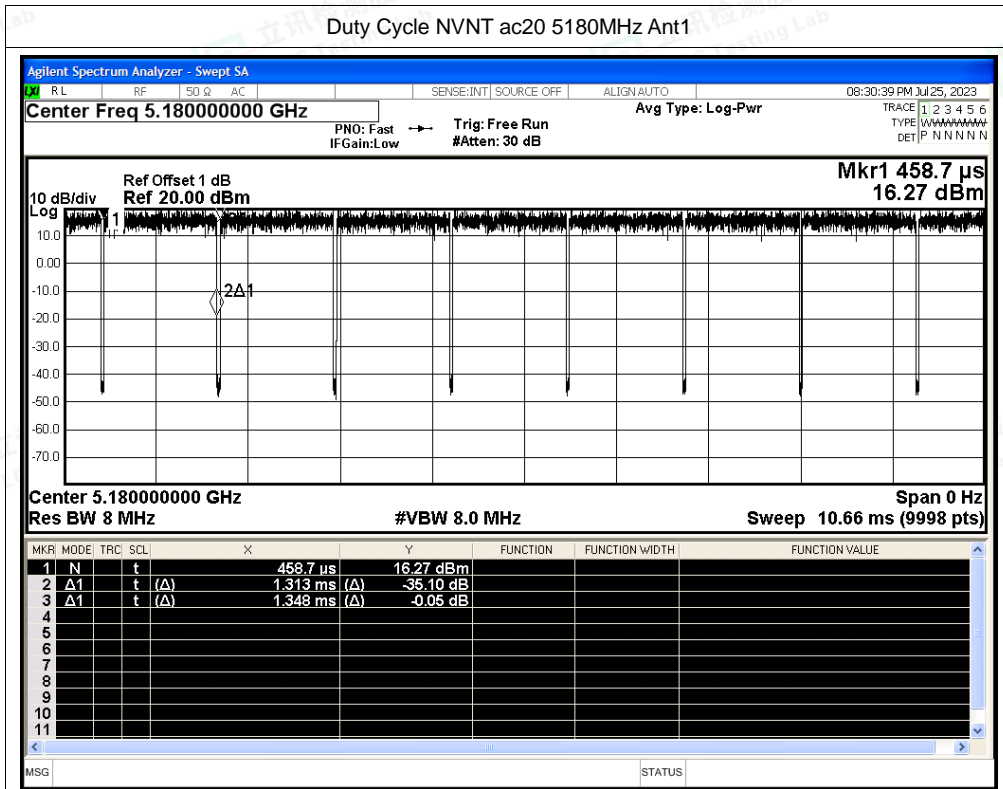 Duty Cycle NVNT ac20 5180MHz Ant1
Agilent Spectrum Analyzer - Swept SA
LXI RL RF 50 Ω AC SENSE:INT SOURCE OFF ALIGN AUTO 08:30:39 PM Jul 25, 2023
Center Freq 5.180000000 GHz Avg Type: Log-Pwr TRACE 1 2 3 4 5 6
PNO: Fast Trig: Free Run TYPE WWWWWW
IFGain:Low #Atten: 30 dB DET P N N N N N
Mkr1 458.7 µs
Ref Offset 1 dB
10 dB/div Ref 20.00 dBm 16.27 dBm
Log
1
10.0
0.00
-10.0
2Δ1
-20.0
-30.0
-40.0
-50.0
-60.0
-70.0
Center 5.180000000 GHz Span 0 Hz
Res BW 8 MHz #VBW 8.0 MHz Sweep 10.66 ms (9998 pts)
MKR MODE TRC SCL X Y FUNCTION FUNCTION WIDTH FUNCTION VALUE
1 N t 458.7 µs 16.27 dBm
2 Δ1 t (Δ) 1.313 ms (Δ) -35.10 dB
3 Δ1 t (Δ) 1.348 ms (Δ) -0.05 dB
4
5
6
7
8
9
10
11
MSG STATUS